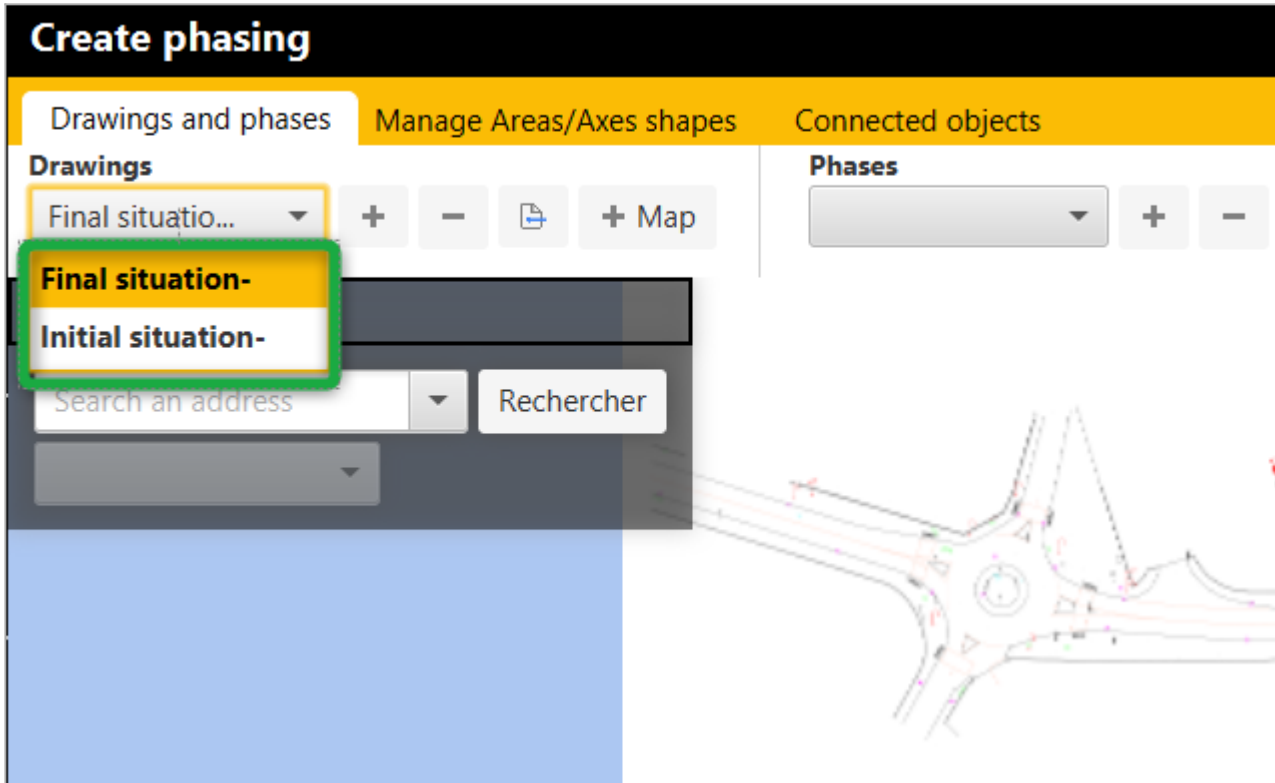 Create phasing
Drawings and phases
Manage Areas/Axes shapes
Connected objects
Drawings
Phases
Final situatio...
+
−
+ Map
+
−
Final situation-
Initial situation-
Search an address
Rechercher